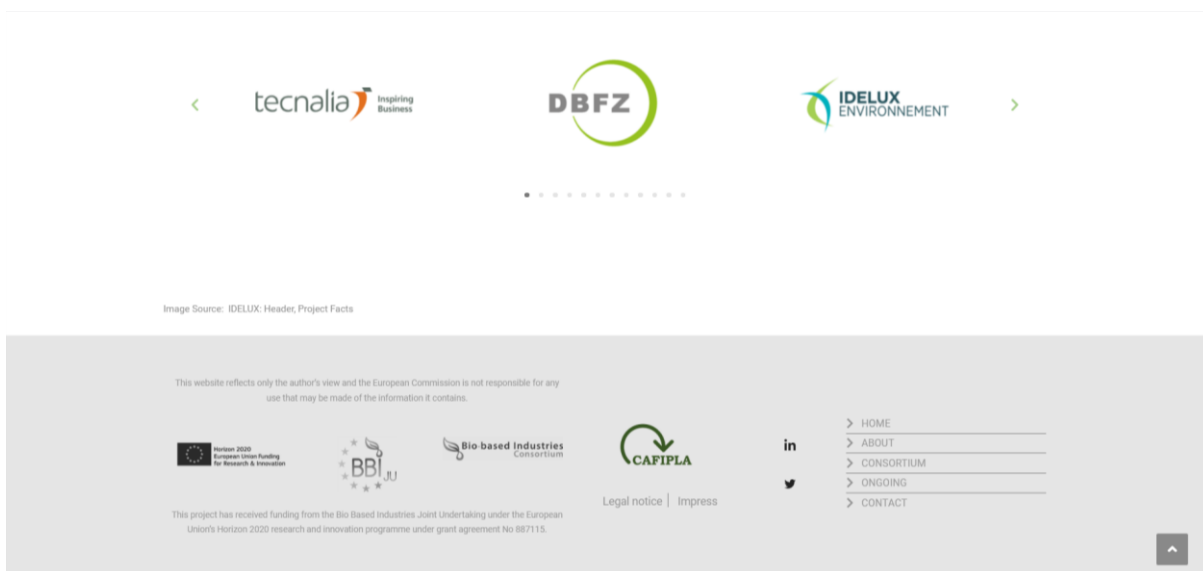 tecnalia Inspiring Business
DBFZ
IDELUX
ENVIRONNEMENT
Image Source: IDELUX: Header, Project Facts
This website reflects only the author's view and the European Commission is not responsible for any
use that may be made of the information it contains.
Horizon 2020
European Union Funding
for Research & Innovation
BBI JU
Bio-based Industries
Consortium
This project has received funding from the Bio Based Industries Joint Undertaking under the European
Union's Horizon 2020 research and innovation programme under grant agreement No 887115.
CAFIPLA
Legal notice | Impress
in
HOME
ABOUT
CONSORTIUM
ONGOING
CONTACT